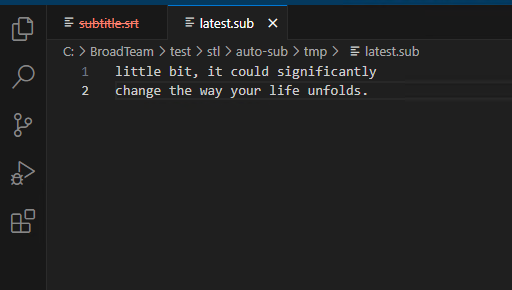 subtitle.srt
latest.sub
C: > BroadTeam > test > stl > auto-sub > tmp > latest.sub
1 little bit, it could significantly
2 change the way your life unfolds.